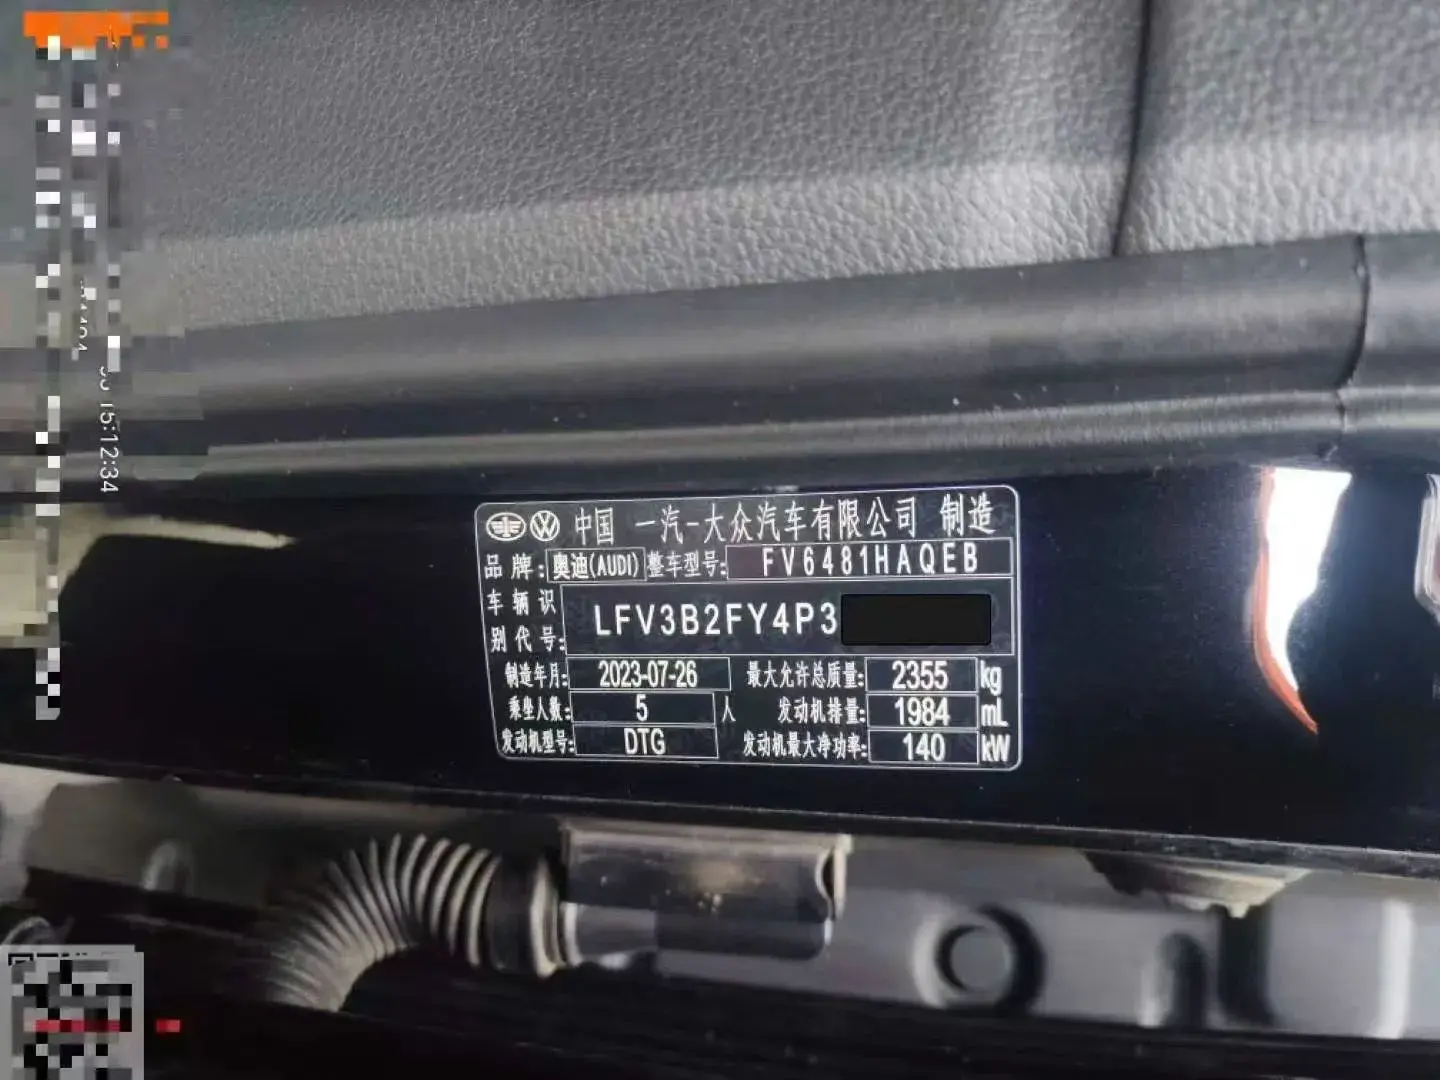 中国 一汽-大众汽车有限公司 制造
品牌: 奥迪(AUDI) 整车型号: FV6481HAQEB
车辆识别代号: LFV3B2FY4P3
制造年月: 2023-07-26 最大允许总质量: 2355 kg
乘坐人数: 5 人 发动机排量: 1984 mL
发动机型号: DTG 发动机最大净功率: 140 kW
15:12:34